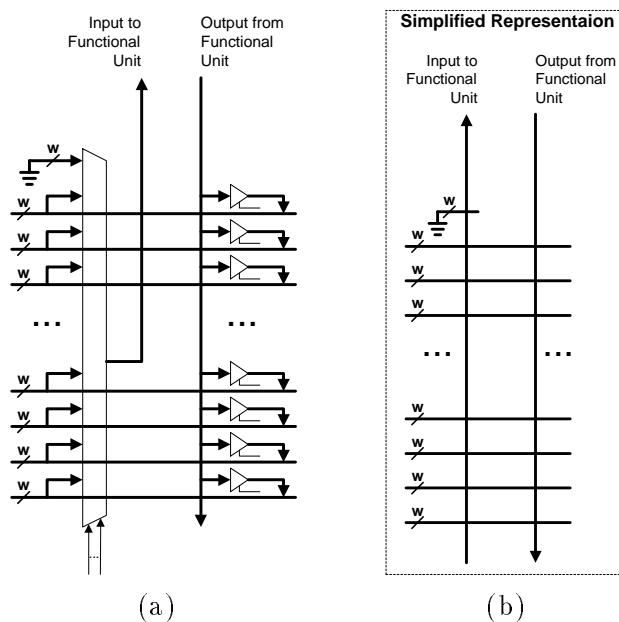 Input to
Functional
Unit
Output from
Functional
Unit
w
w
w
w
...
...
w
w
w
w
...
(a)
Simplified Representaion
Input to
Functional
Unit
Output from
Functional
Unit
w
w
w
w
...
...
w
w
w
w
(b)